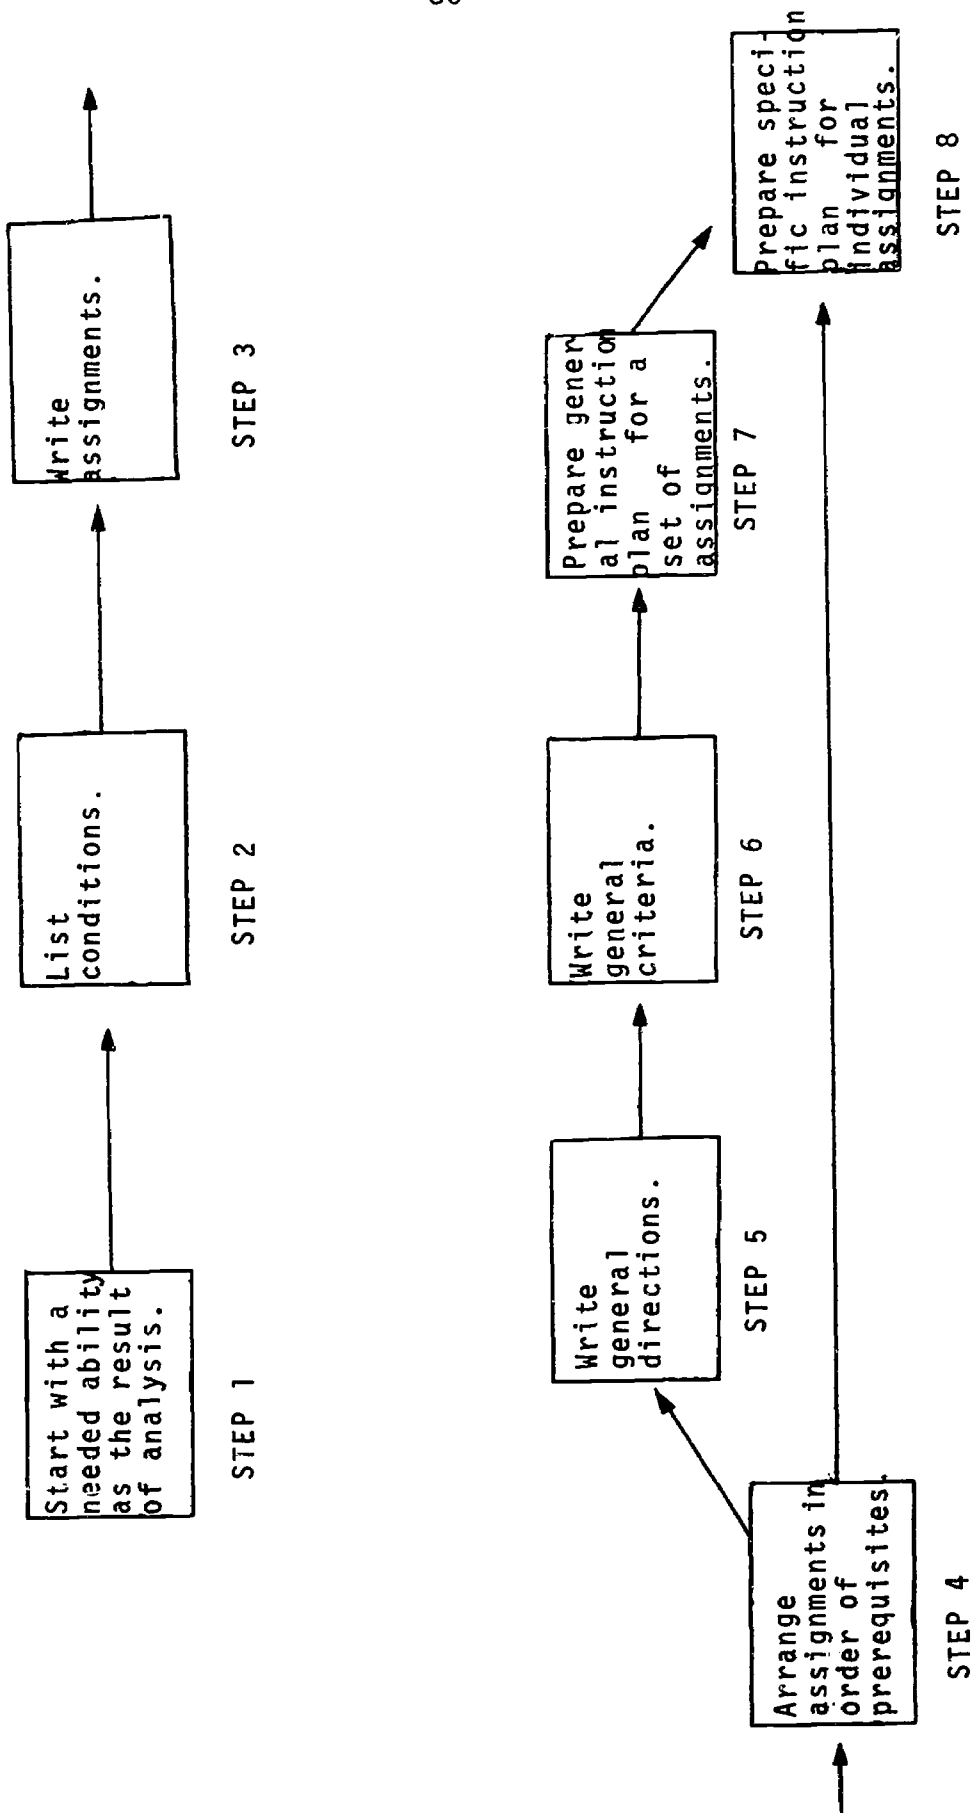 Start with a
needed ability
as the result
of analysis.
STEP 1
List
conditions.
STEP 2
Write
assignments.
STEP 3
Arrange
assignments in
order of
prerequisites.
STEP 4
Write
general
directions.
STEP 5
Write
general
criteria.
STEP 6
Prepare gener
al instruction
plan for a
set of
assignments.
STEP 7
Prepare speci-
fic instruction
plan for
individual
assignments.
STEP 8